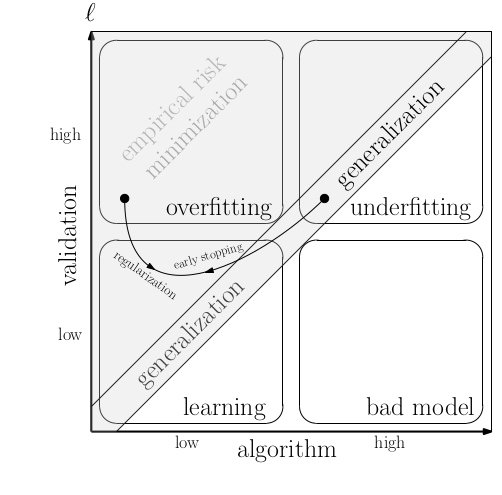 ℓ
empirical risk
minimization
generalization
high
overfitting
underfitting
validation
early stopping
regularization
generalization
low
learning
bad model
low
algorithm
high